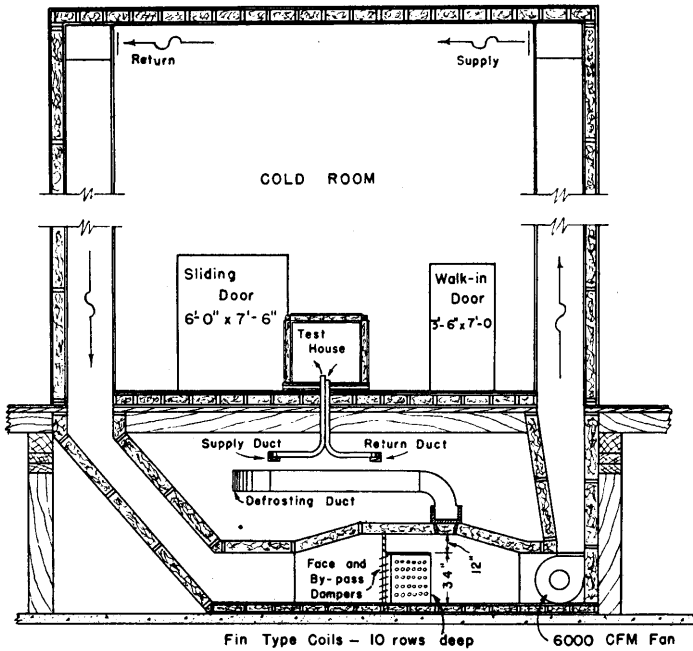 Return
Supply
COLD ROOM
Sliding
Door
6'-0" x 7'-6"
Walk-in
Door
3'-6" x 7'-0
Test
House
Supply Duct
Return Duct
Defrosting Duct
Face and
By-pass
Dampers
34"
12"
Fin Type Coils – 10 rows deep
6000 CFM Fan